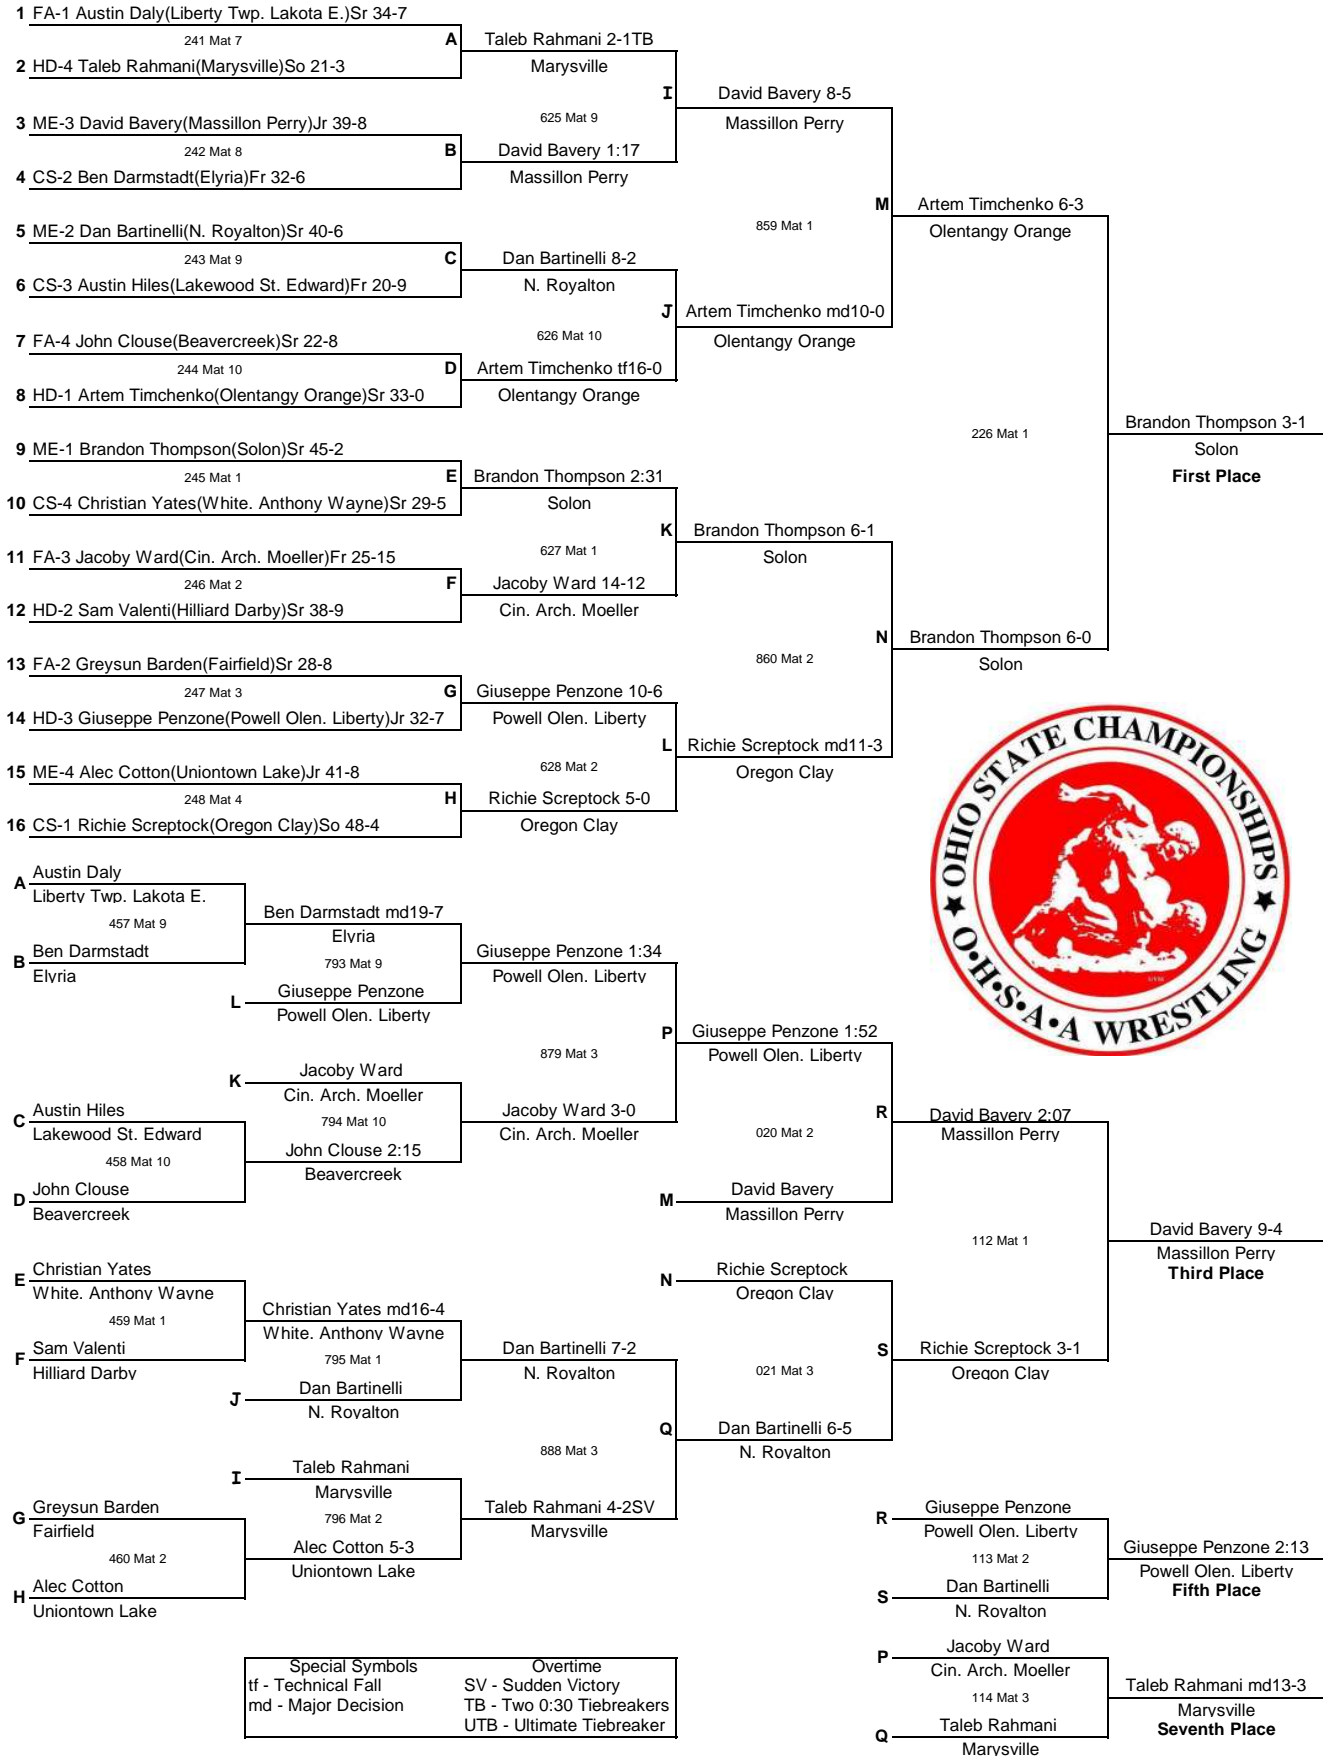 1 FA-1 Austin Daly(Liberty Twp. Lakota E.)Sr 34-7
241 Mat 7
A
2 HD-4 Taleb Rahmani(Marysville)So 21-3
Taleb Rahmani 2-1TB
Marysville
3 ME-3 David Bavery(Massillon Perry)Jr 39-8
242 Mat 8
B
4 CS-2 Ben Darmstadt(Elyria)Fr 32-6
David Bavery 1:17
Massillon Perry
625 Mat 9
I
David Bavery 8-5
Massillon Perry
5 ME-2 Dan Bartinelli(N. Royalton)Sr 40-6
243 Mat 9
C
6 CS-3 Austin Hiles(Lakewood St. Edward)Fr 20-9
Dan Bartinelli 8-2
N. Royalton
7 FA-4 John Clouse(Beavercreek)Sr 22-8
244 Mat 10
D
8 HD-1 Artem Timchenko(Olentangy Orange)Sr 33-0
Artem Timchenko tf16-0
Olentangy Orange
626 Mat 10
J
Artem Timchenko md10-0
Olentangy Orange
859 Mat 1
M
Artem Timchenko 6-3
Olentangy Orange
9 ME-1 Brandon Thompson(Solon)Sr 45-2
245 Mat 1
E
10 CS-4 Christian Yates(White. Anthony Wayne)Sr 29-5
Brandon Thompson 2:31
Solon
11 FA-3 Jacoby Ward(Cin. Arch. Moeller)Fr 25-15
246 Mat 2
F
12 HD-2 Sam Valenti(Hilliard Darby)Sr 38-9
Jacoby Ward 14-12
Cin. Arch. Moeller
627 Mat 1
K
Brandon Thompson 6-1
Solon
13 FA-2 Greysun Barden(Fairfield)Sr 28-8
247 Mat 3
G
14 HD-3 Giuseppe Penzone(Powell Olen. Liberty)Jr 32-7
Giuseppe Penzone 10-6
Powell Olen. Liberty
15 ME-4 Alec Cotton(Uniontown Lake)Jr 41-8
248 Mat 4
H
16 CS-1 Richie Screptock(Oregon Clay)So 48-4
Richie Screptock 5-0
Oregon Clay
628 Mat 2
L
Richie Screptock md11-3
Oregon Clay
860 Mat 2
N
Brandon Thompson 6-0
Solon
226 Mat 1
Brandon Thompson 3-1
Solon
First Place
OHIO STATE CHAMPIONSHIPS
O•H•S•A•A WRESTLING
A
Austin Daly
Liberty Twp. Lakota E.
457 Mat 9
B
Ben Darmstadt
Elyria
Ben Darmstadt md19-7
Elyria
793 Mat 9
L
Giuseppe Penzone
Powell Olen. Liberty
Giuseppe Penzone 1:34
Powell Olen. Liberty
K
Jacoby Ward
Cin. Arch. Moeller
C
Austin Hiles
Lakewood St. Edward
458 Mat 10
D
John Clouse
Beavercreek
794 Mat 10
John Clouse 2:15
Beavercreek
Jacoby Ward 3-0
Cin. Arch. Moeller
879 Mat 3
P
Giuseppe Penzone 1:52
Powell Olen. Liberty
020 Mat 2
M
David Bavery
Massillon Perry
R
David Bavery 2:07
Massillon Perry
E
Christian Yates
White. Anthony Wayne
459 Mat 1
F
Sam Valenti
Hilliard Darby
Christian Yates md16-4
White. Anthony Wayne
795 Mat 1
J
Dan Bartinelli
N. Royalton
Dan Bartinelli 7-2
N. Royalton
I
Taleb Rahmani
Marysville
G
Greysun Barden
Fairfield
460 Mat 2
H
Alec Cotton
Uniontown Lake
796 Mat 2
Alec Cotton 5-3
Uniontown Lake
Taleb Rahmani 4-2SV
Marysville
888 Mat 3
Q
Dan Bartinelli 6-5
N. Royalton
N
Richie Screptock
Oregon Clay
021 Mat 3
S
Richie Screptock 3-1
Oregon Clay
112 Mat 1
David Bavery 9-4
Massillon Perry
Third Place
R
Giuseppe Penzone
Powell Olen. Liberty
113 Mat 2
S
Dan Bartinelli
N. Royalton
Giuseppe Penzone 2:13
Powell Olen. Liberty
Fifth Place
P
Jacoby Ward
Cin. Arch. Moeller
114 Mat 3
Q
Taleb Rahmani
Marysville
Taleb Rahmani md13-3
Marysville
Seventh Place
Special Symbols
tf - Technical Fall
md - Major Decision
Overtime
SV - Sudden Victory
TB - Two 0:30 Tiebreakers
UTB - Ultimate Tiebreaker